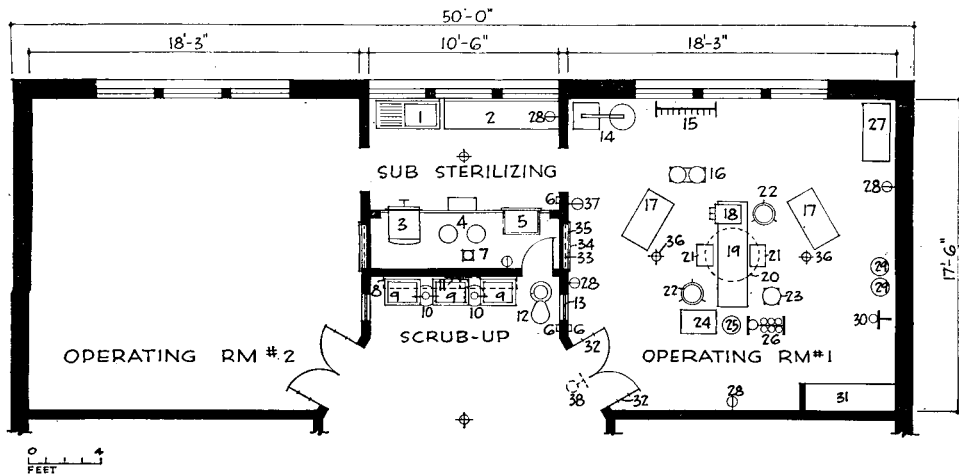 50'-0"
18'-3" 10'-6" 18'-3"
1 2 28 14 15 27
SUB STERILIZING
16 22 28
6 37 17 18 17
3 4 5 35
34 36 19 36
7 33 21 21
20 29
8 9 11 9 9 28 29
10 10 12 13 22 23
6 6 24 25 26 30
SCRUB-UP
32
OPERATING RM #2 OPERATING RM#1
38 32 28 31
17'-6"
0 4
FEET